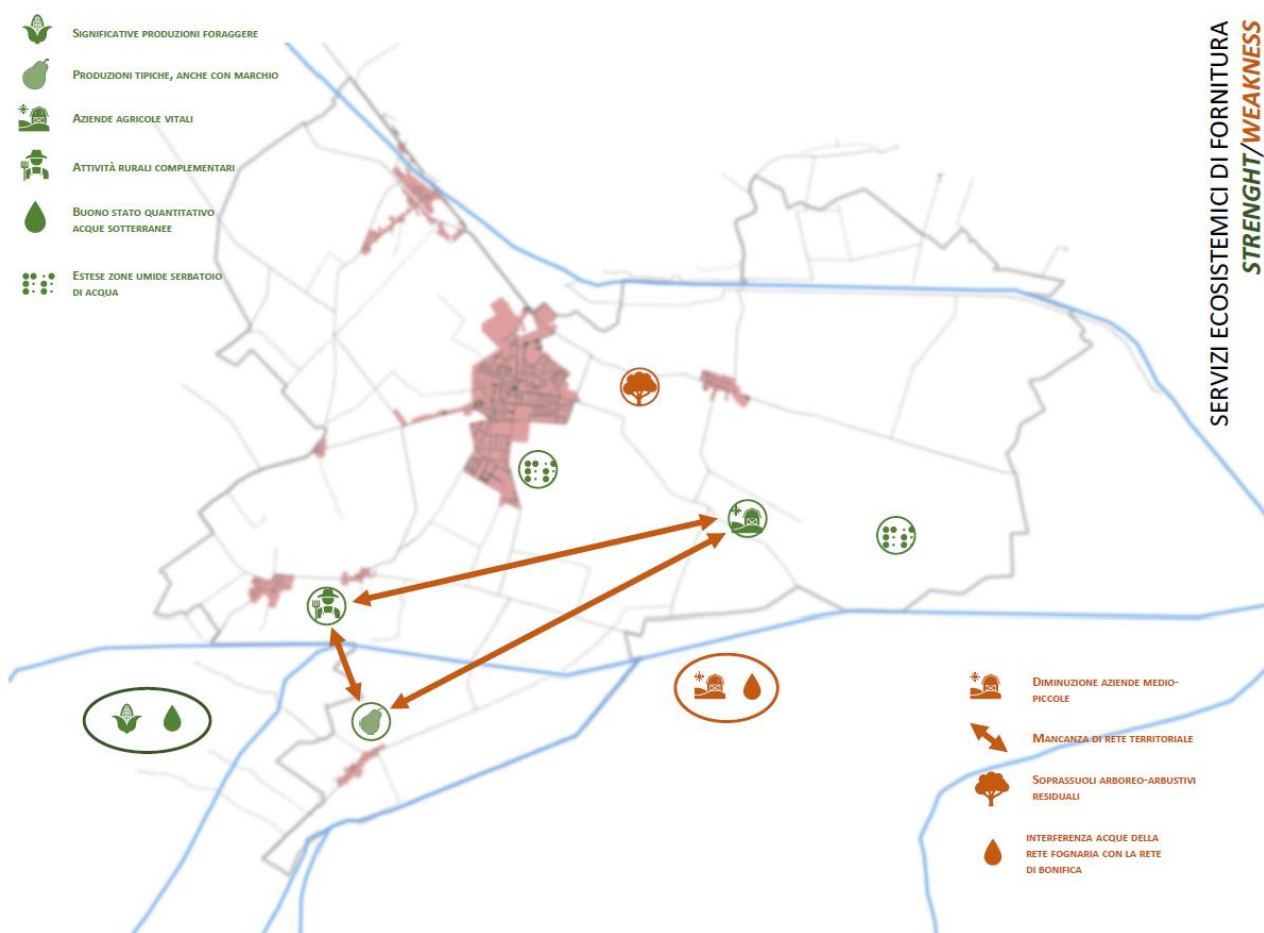 SIGNIFICATIVE PRODUZIONI FORAGGERE
PRODUZIONI TIPICHE, ANCHE CON MARCHIO
AZIENDE AGRICOLE VITALI
ATTIVITÀ RURALI COMPLEMENTARI
BUONO STATO QUANTITATIVO
ACQUE SOTTERRANEE
ESTESE ZONE UMIDE SERBATOIO
DI ACQUA
SERVIZI ECOSISTEMICI DI FORNITURA
STRENGHT/WEAKNESS
DIMINUZIONE AZIENDE MEDIO-
PICCOLE
MANCANZA DI RETE TERRITORIALE
SOPRASSUOLI ARBOREO-ARBUSTIVI
RESIDUALI
INTERFERENZA ACQUE DELLA
RETE FOGNARIA CON LA RETE
DI BONIFICA